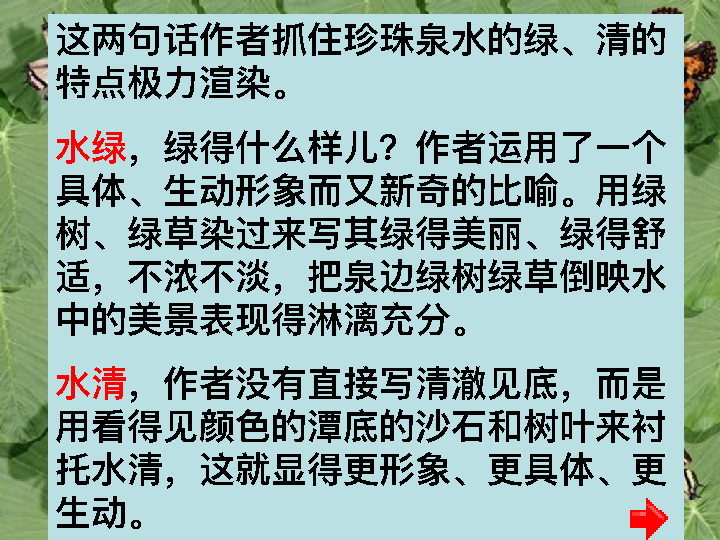 这两句话作者抓住珍珠泉水的绿、清的
特点极力渲染。
水绿，绿得什么样儿？作者运用了一个
具体、生动形象而又新奇的比喻。用绿
树、绿草染过来写其绿得美丽、绿得舒
适，不浓不淡，把泉边绿树绿草倒映水
中的美景表现得淋漓充分。
水清，作者没有直接写清澈见底，而是
用看得见颜色的潭底的沙石和树叶来衬
托水清，这就显得更形象、更具体、更
生动。